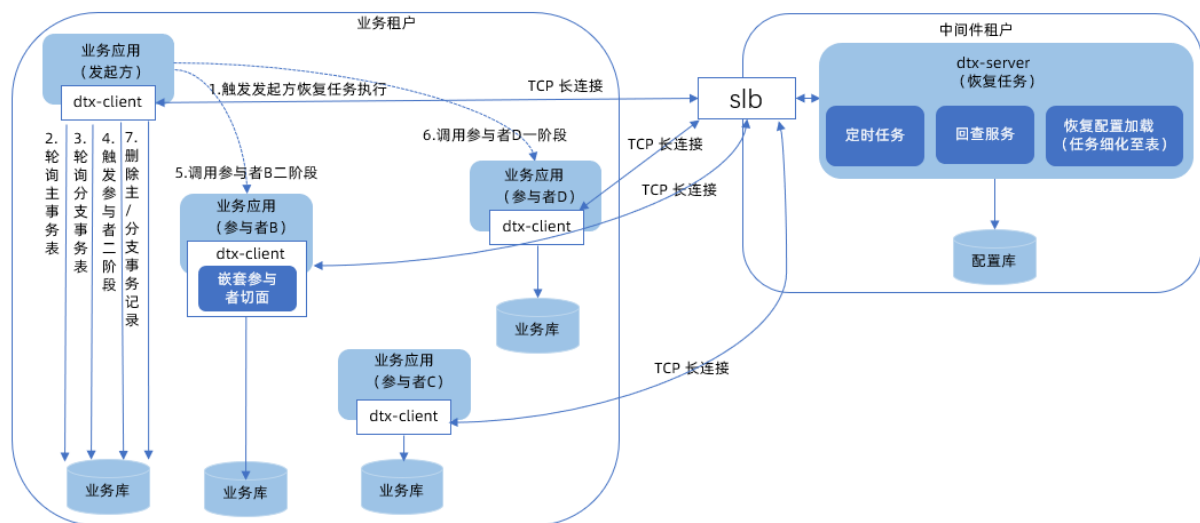 业务租户
业务应用
（发起方）
dtx-client
1.触发发起方恢复任务执行
TCP 长连接
2.轮询主事务表
3.轮询分支事务表
4.触发参与者二阶段
7.删除主/分支事务记录
5.调用参与者B二阶段
6.调用参与者D一阶段
业务应用
（参与者B）
dtx-client
嵌套参与
者切面
业务应用
（参与者D）
dtx-client
TCP 长连接
TCP 长连接
业务库
业务应用
（参与者C）
dtx-client
TCP 长连接
业务库
业务库
业务库
slb
中间件租户
dtx-server
（恢复任务）
定时任务
回查服务
恢复配置加载
（任务细化至表）
配置库